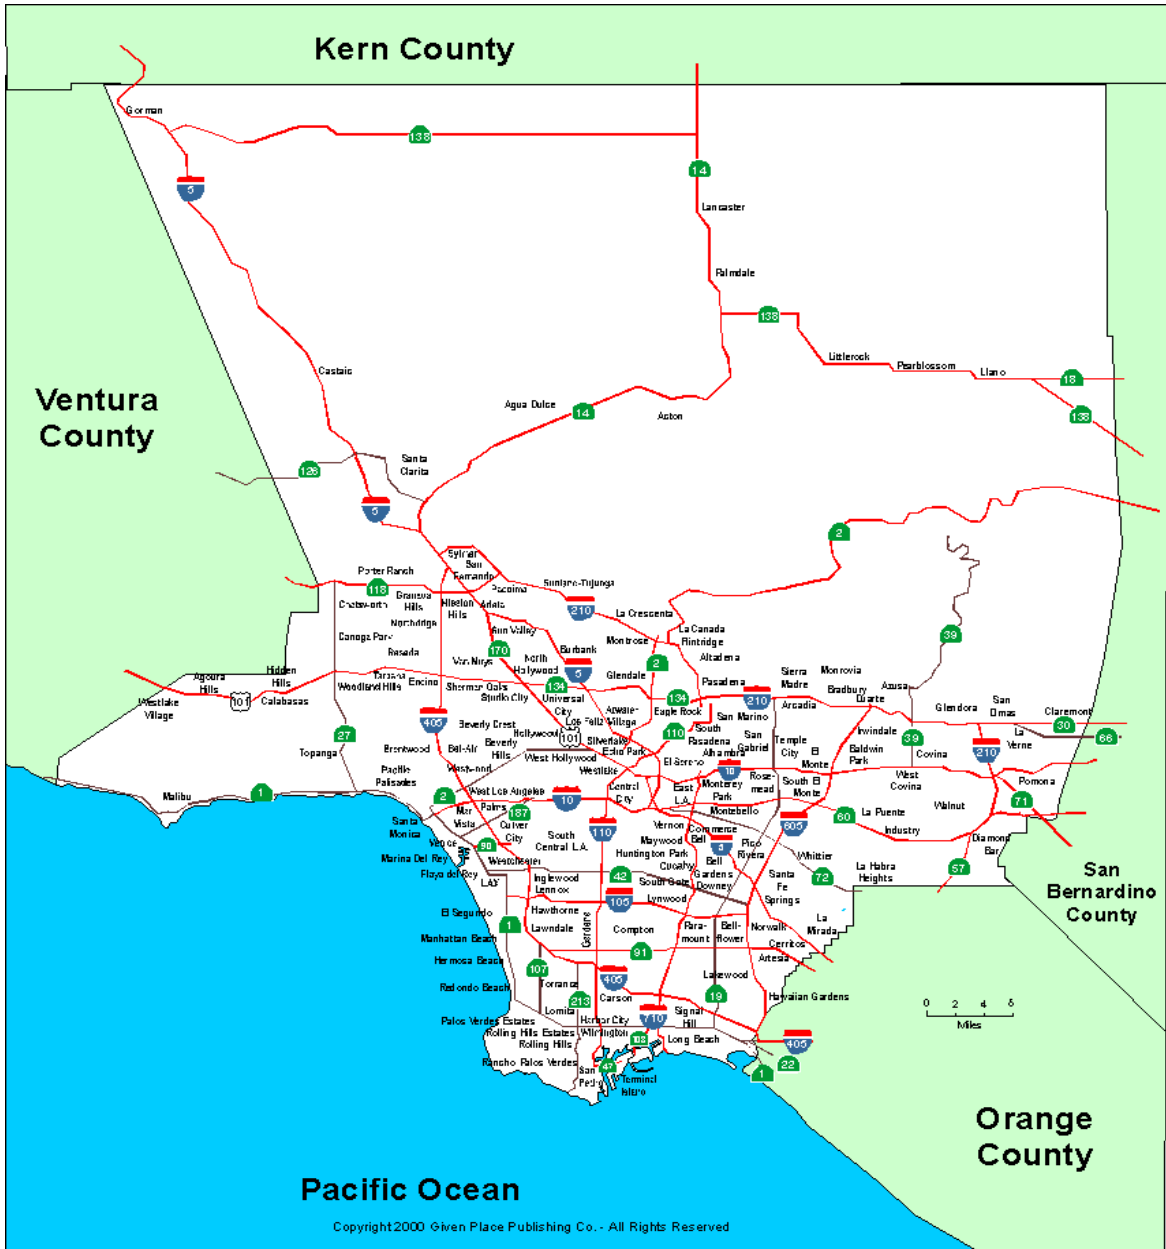 Kern County
Gorman
138
14
5
Lancaster
Palmdale
138
Littlerock
Pearblossom
Llano
18
138
Castaic
Ventura
County
Agua Dulce
14
Aston
Santa
Clarita
126
5
2
Sylmar
San
Fernando
Porter Ranch
118
Pacoima
Sunland-Tujunga
210
Chatsworth
Granada
Hills
Mission
Hills
Arleta
La Crescenta
Northridge
Sun Valley
Montrose
La Canada
Flintridge
39
Canoga Park
Reseda
170
Burbank
Van Nuys
North
Hollywood
5
2
Altadena
Glendale
Agoura
Hills
Hidden
Hills
Tarzana
Woodland Hills
Encino
Sherman Oaks
Studio City
134
Universal
City
134
Pasadena
210
Sierra
Madre
Monrovia
Bradbury
Duarte
Azusa
Westlake
Village
101
Calabasas
Eagle Rock
Arcadia
Glendora
San
Dimas
Claremont
30
66
405
Beverly Crest
Hollywood
101
Los Feliz
Atwater
Village
Silverlake
Echo Park
110
San Marino
South
Pasadena
San
Gabriel
Temple
City
Irwindale
39
La
Verne
210
27
Topanga
Brentwood
Bel-Air
Beverly
Hills
Westwood
West Hollywood
Westlake
Alhambra
El Sereno
10
El
Monte
Baldwin
Park
Covina
Pacific
Palisades
Malibu
1
2
West Los Angeles
10
Central
City
East
L.A.
Monterey
Park
Rose-
mead
South El
Monte
West
Covina
Pomona
71
Santa
Monica
Mar
Vista
Palms
187
Culver
City
Montebello
La Puente
60
Walnut
Venice
90
South
Central L.A.
110
Vernon
Commerce
Maywood
Bell
5
605
Industry
Diamond
Bar
Marina Del Rey
Westchester
Huntington Park
Pico
Rivera
Whittier
Playa del Rey
LAX
Inglewood
Lennox
42
Cudahy
Bell
Gardens
Downey
72
La Habra
Heights
57
South Gate
Santa
Fe
Springs
San
Bernardino
County
El Segundo
1
Hawthorne
105
Lynwood
Lawndale
Gardena
Compton
Para-
mount
Bell-
flower
Norwalk
La
Mirada
Manhattan Beach
91
Cerritos
Artesia
Hermosa Beach
107
Torrance
405
Lakewood
Redondo Beach
213
Carson
19
Hawaiian Gardens
Lomita
710
Signal
Hill
0 2 4 6
Miles
Palos Verdes Estates
Harbor City
Rolling Hills Estates
Wilmington
103
Long Beach
405
Rolling Hills
22
Rancho Palos Verdes
San
Pedro
47
Terminal
Island
1
Orange
County
Pacific Ocean
Copyright 2000 Given Place Publishing Co. - All Rights Reserved